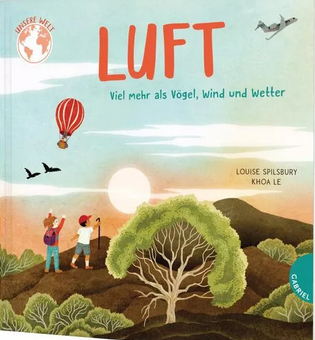 UNSERE WELT
LUFT
Viel mehr als Vögel, Wind und Wetter
LOUISE SPILSBURY
KHOA LE
GABRIEL